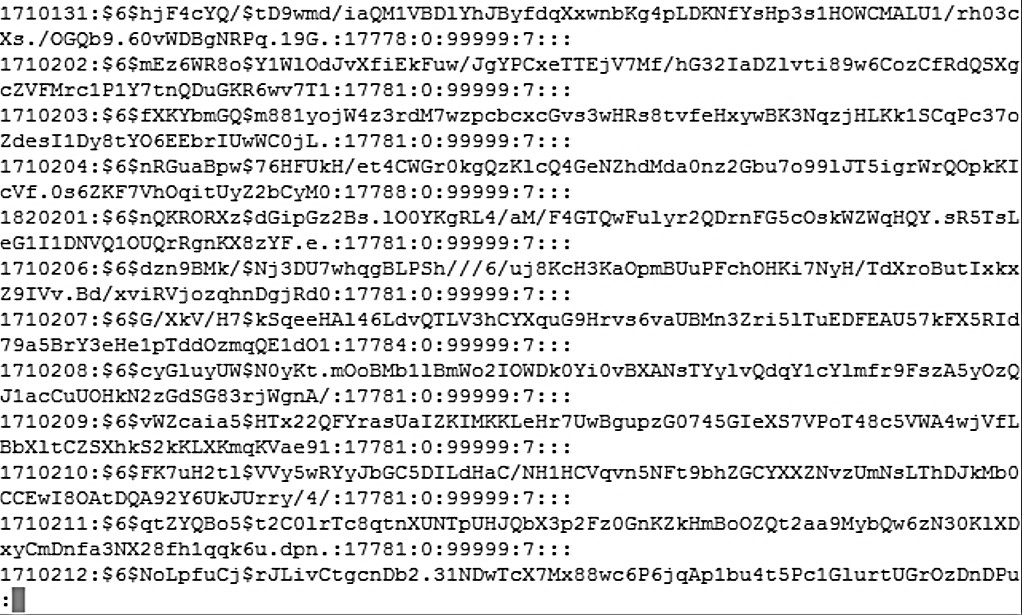 1710131:$6$hjF4cYQ/$tD9wmd/iaQM1VBDlYhJByfdqXxwnbKg4pLDKNfYsHp3s1HOWCMALU1/rh03c
Xs./OGQb9.60vWDBgNRPq.19G.:17778:0:99999:7:::
1710202:$6$mEz6WR8o$Y1WlOdJvXfiEkFuw/JgYPCxeTTEjV7Mf/hG32IaDZlvti89w6CozCfRdQSXg
cZVFMrc1P1Y7tnQDuGKR6wv7T1:17781:0:99999:7:::
1710203:$6$fXKYbmGQ$m881yojW4z3rdM7wzpcbcxcGvs3wHRs8tvfeHxywBK3NqzjHLKk1SCqPc37o
ZdesI1Dy8tYO6EEbrIUwWC0jL.:17781:0:99999:7:::
1710204:$6$nRGuaBpw$76HFUkH/et4CWGr0kgQzKlcQ4GeNZhdMda0nz2Gbu7o99lJT5igrWrQOpkKI
cVf.0s6ZKF7VhOqitUyZ2bCyM0:17788:0:99999:7:::
1820201:$6$nQKRORXz$dGipGz2Bs.lO0YKgRL4/aM/F4GTQwFulyr2QDrnFG5cOskWZWqHQY.sR5TsL
eG1I1DNVQ1OUQrRgnKX8zYF.e.:17781:0:99999:7:::
1710206:$6$dzn9BMk/$Nj3DU7whqgBLPSh///6/uj8KcH3KaOpmBUuPFchOHKi7NyH/TdXroButIxkx
Z9IVv.Bd/xviRVjozqhnDgjRd0:17781:0:99999:7:::
1710207:$6$G/XkV/H7$kSqeeHAl46LdvQTLV3hCYXquG9Hrvs6vaUBMn3Zri5lTuEDFEAU57kFX5RId
79a5BrY3eHe1pTddOzmqQE1dO1:17784:0:99999:7:::
1710208:$6$cyGluyUW$N0yKt.mOoBMb1lBmWo2IOWDk0Yi0vBXANsTYylvQdqY1cYlmfr9FszA5yOzQ
J1acCuUOHkN2zGdSG83rjWgnA/:17781:0:99999:7:::
1710209:$6$vWZcaia5$HTx22QFYrasUaIZKIMKKLeHr7UwBgupzG0745GIeXS7VPoT48c5VWA4wjVfL
BbXltCZSXhkS2kKLXKmqKVae91:17781:0:99999:7:::
1710210:$6$FK7uH2tl$VVy5wRYyJbGC5DILdHaC/NH1HCVqvn5NFt9bhZGCYXXZNvzUmNsLThDJkMb0
CCEwI8OAtDQA92Y6UkJUrry/4/:17781:0:99999:7:::
1710211:$6$qtZYQBo5$t2C0lrTc8qtnXUNTpUHJQbX3p2Fz0GnKZkHmBoOZQt2aa9MybQw6zN30KlXD
xyCmDnfa3NX28fh1qqk6u.dpn.:17781:0:99999:7:::
1710212:$6$NoLpfuCj$rJLivCtgcnDb2.31NDwTcX7Mx88wc6P6jqAp1bu4t5Pc1GlurtUGrOzDnDPu
: